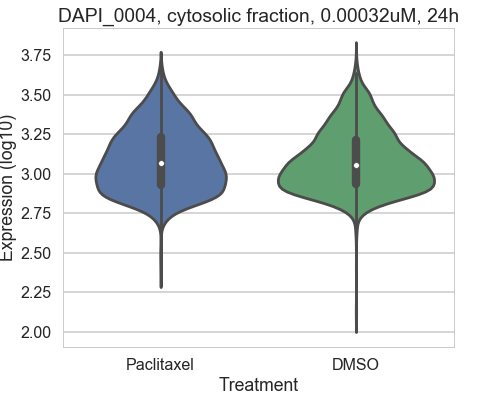 DAPI_0004, cytosolic fraction, 0.00032uM, 24h
3.75
3.50
3.25
3.00
2.75
2.50
2.25
2.00
Expression (log10)
Paclitaxel
DMSO
Treatment